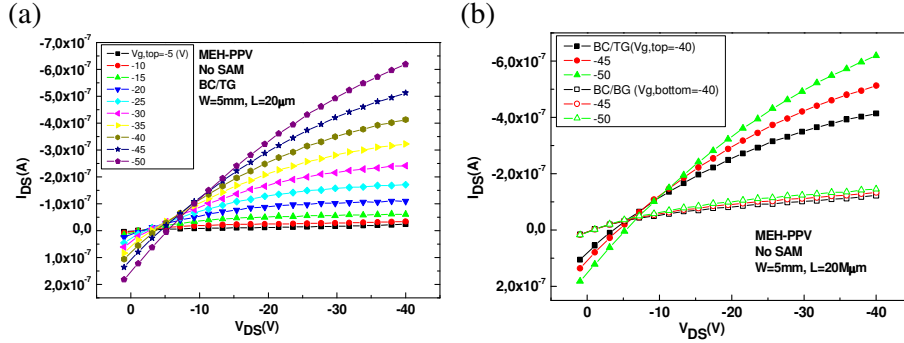 (a)
-7,0x10⁻⁷
-6,0x10⁻⁷
-5,0x10⁻⁷
-4,0x10⁻⁷
-3,0x10⁻⁷
-2,0x10⁻⁷
-1,0x10⁻⁷
0,0
1,0x10⁻⁷
2,0x10⁻⁷
I_DS(A)
Vg,top=-5 (V)
-10
-15
-20
-25
-30
-35
-40
-45
-50
MEH-PPV
No SAM
BC/TG
W=5mm, L=20μm
0
-10
-20
-30
-40
V_DS(V)
(b)
-6,0x10⁻⁷
-4,0x10⁻⁷
-2,0x10⁻⁷
0,0
2,0x10⁻⁷
I_DS(A)
BC/TG(Vg,top=-40)
-45
-50
BC/BG (Vg,bottom=-40)
-45
-50
MEH-PPV
No SAM
W=5mm, L=20Mμm
0
-10
-20
-30
-40
V_DS(V)